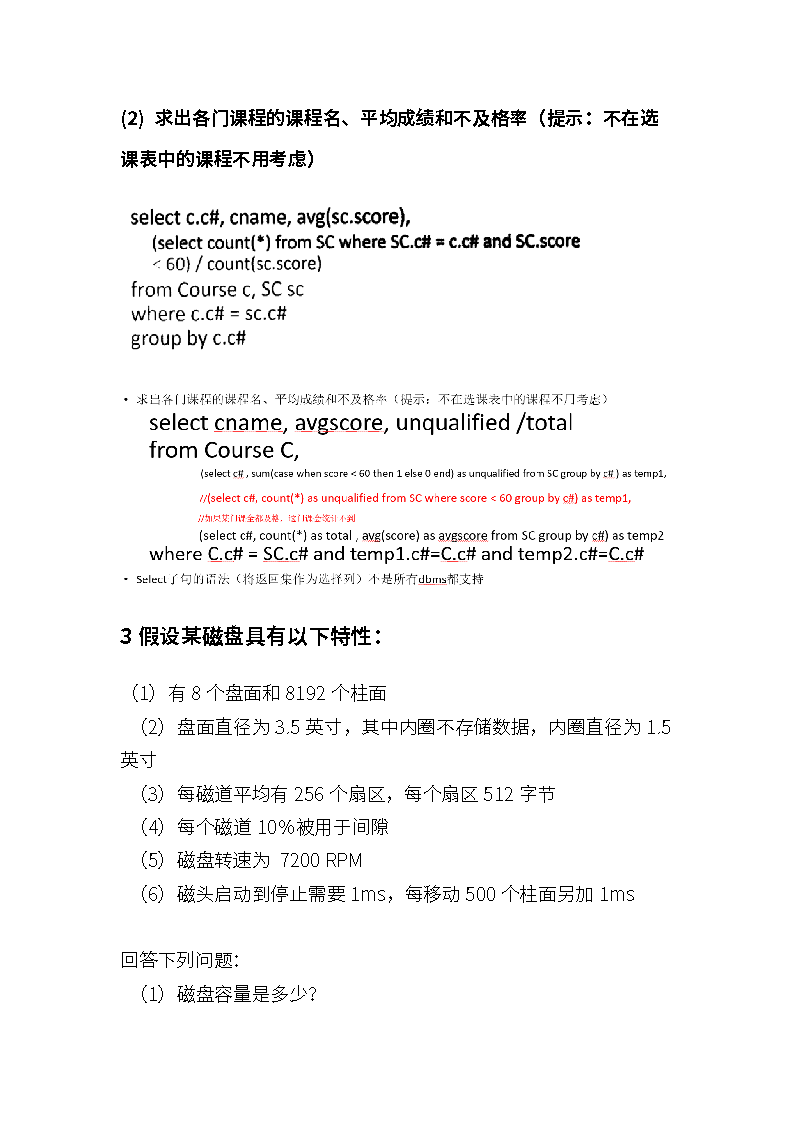 (2) 求出各门课程的课程名、平均成绩和不及格率（提示：不在选
课表中的课程不用考虑）
select c.c#, cname, avg(sc.score),
(select count(*) from SC where SC.c# = c.c# and SC.score
< 60) / count(sc.score)
from Course c, SC sc
where c.c# = sc.c#
group by c.c#
• 求出各门课程的课程名、平均成绩和不及格率（提示：不在选课表中的课程不用考虑）
select cname, avgscore, unqualified /total
from Course C,
(select c# , sum(case when score < 60 then 1 else 0 end) as unqualified from SC group by c# ) as temp1,
//(select c#, count(*) as unqualified from SC where score < 60 group by c#) as temp1,
//如果某门课全都及格，这门课会统计不到
(select c#, count(*) as total , avg(score) as avgscore from SC group by c#) as temp2
where C.c# = SC.c# and temp1.c#=C.c# and temp2.c#=C.c#
• Select子句的语法（将返回集作为选择列）不是所有dbms都支持
3 假设某磁盘具有以下特性：
（1）有 8 个盘面和 8192 个柱面
（2）盘面直径为 3.5 英寸，其中内圈不存储数据，内圈直径为 1.5
英寸
（3）每磁道平均有 256 个扇区，每个扇区 512 字节
（4）每个磁道 10%被用于间隙
（5）磁盘转速为 7200 RPM
（6）磁头启动到停止需要 1ms，每移动 500 个柱面另加 1ms
回答下列问题：
（1）磁盘容量是多少？